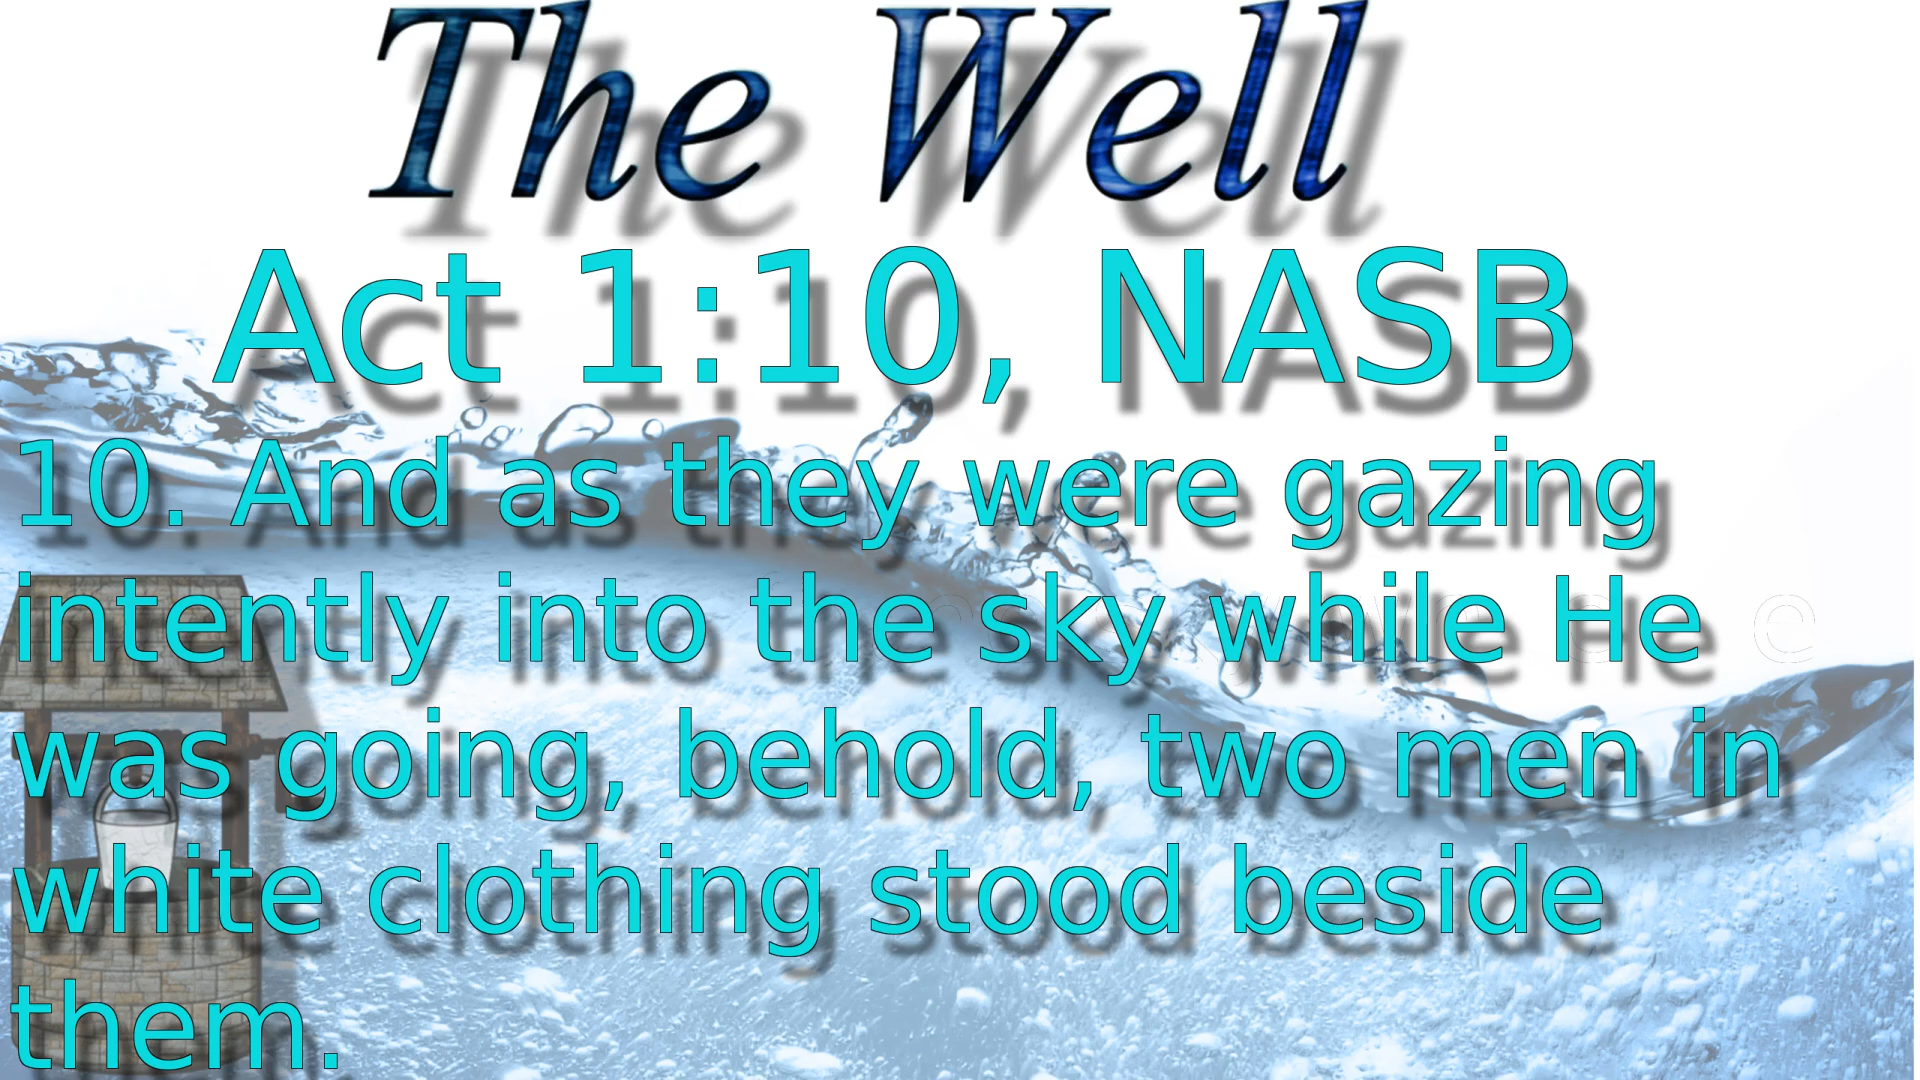 The Well
Act 1:10, NASB
10. And as they were gazing
intently into the sky while He
was going, behold, two men in
white clothing stood beside
them.